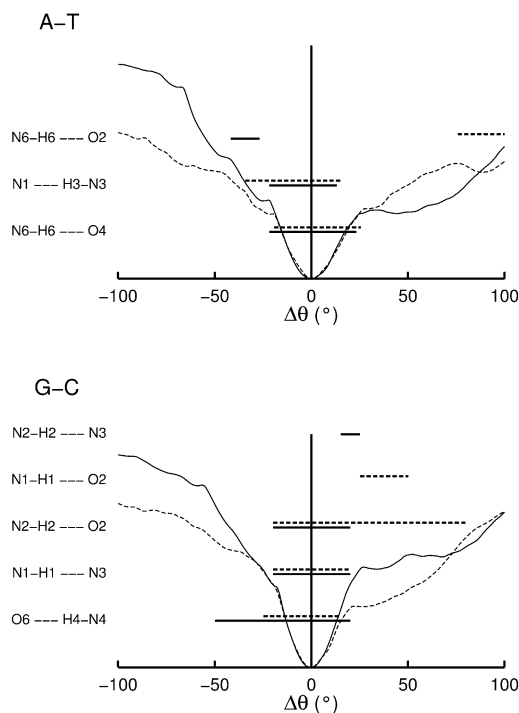 A–T
N6–H6 --- O2
N1 --- H3–N3
N6–H6 --- O4
−100 −50 0 50 100
Δθ (°)
G–C
N2–H2 --- N3
N1–H1 --- O2
N2–H2 --- O2
N1–H1 --- N3
O6 --- H4–N4
−100 −50 0 50 100
Δθ (°)